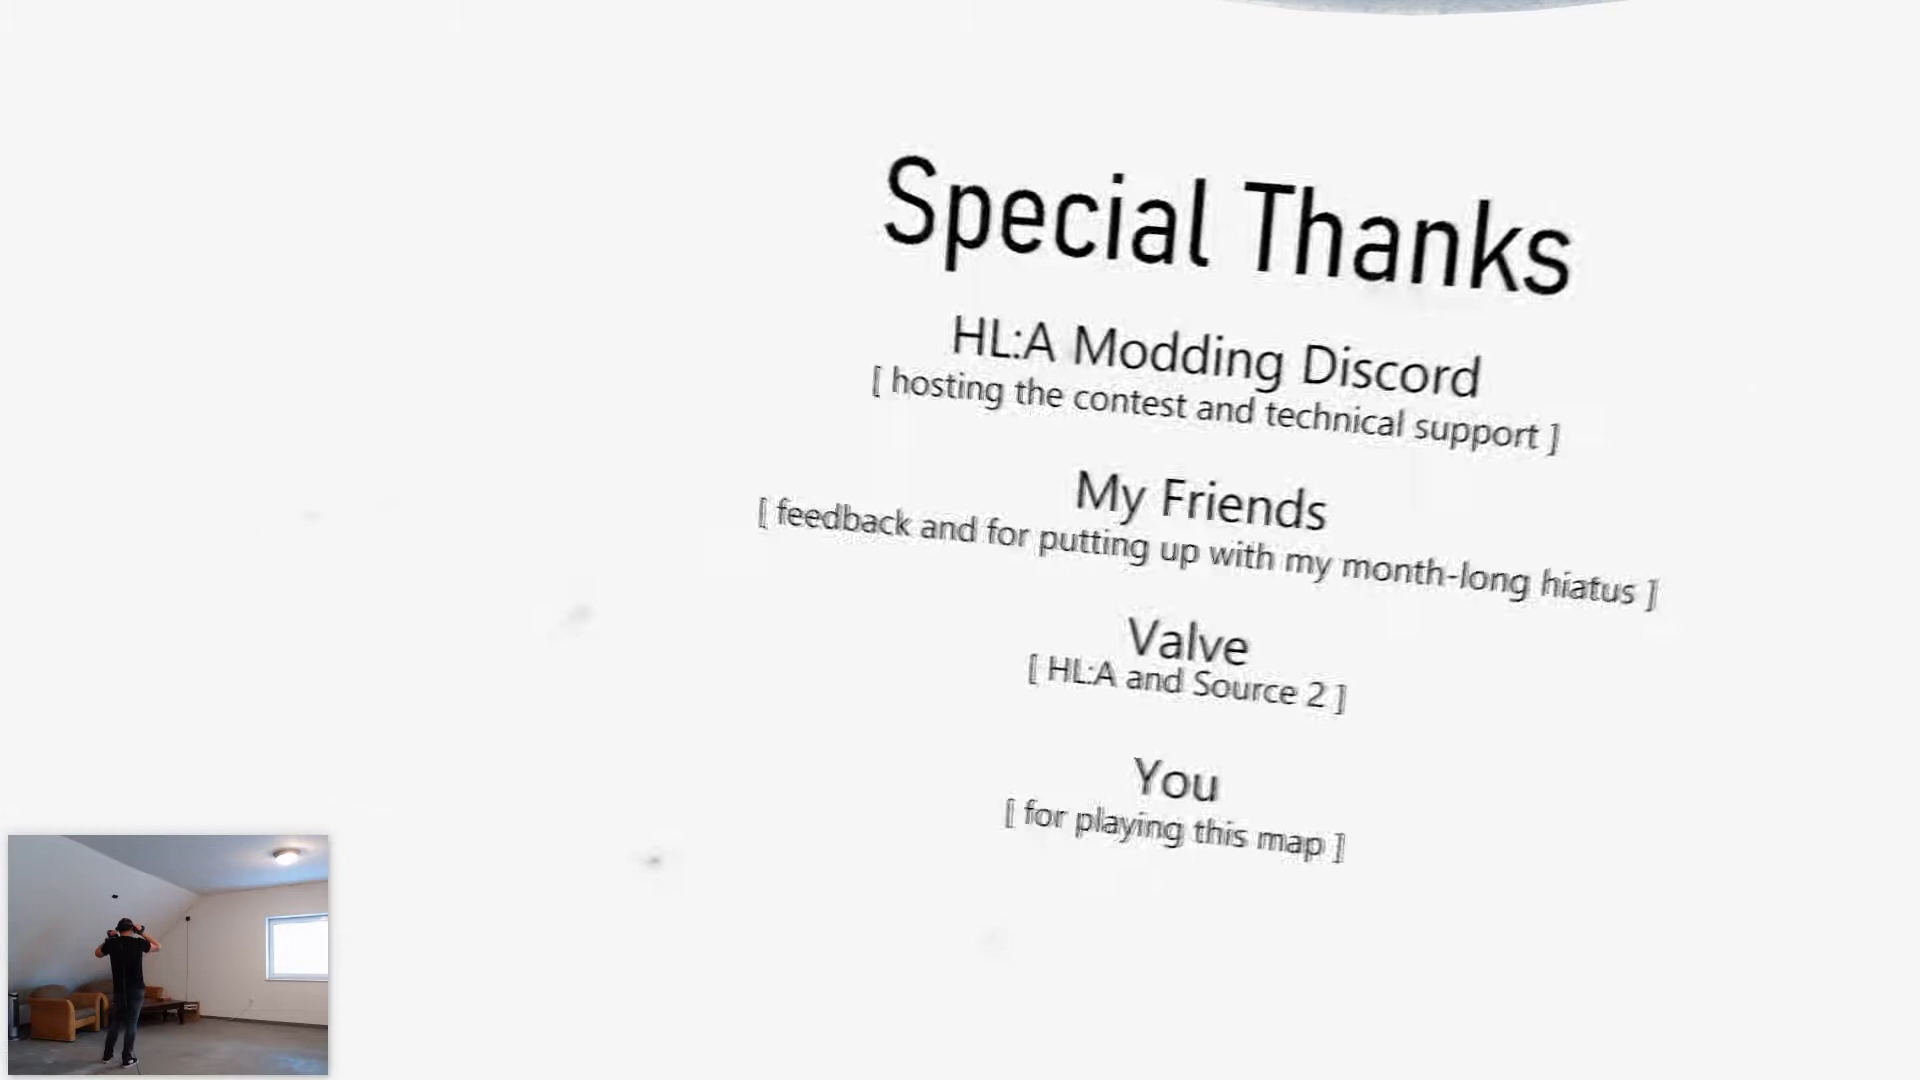 Special Thanks
HL:A Modding Discord
[ hosting the contest and technical support ]
My Friends
[ feedback and for putting up with my month-long hiatus ]
Valve
[ HL:A and Source 2 ]
You
[ for playing this map ]